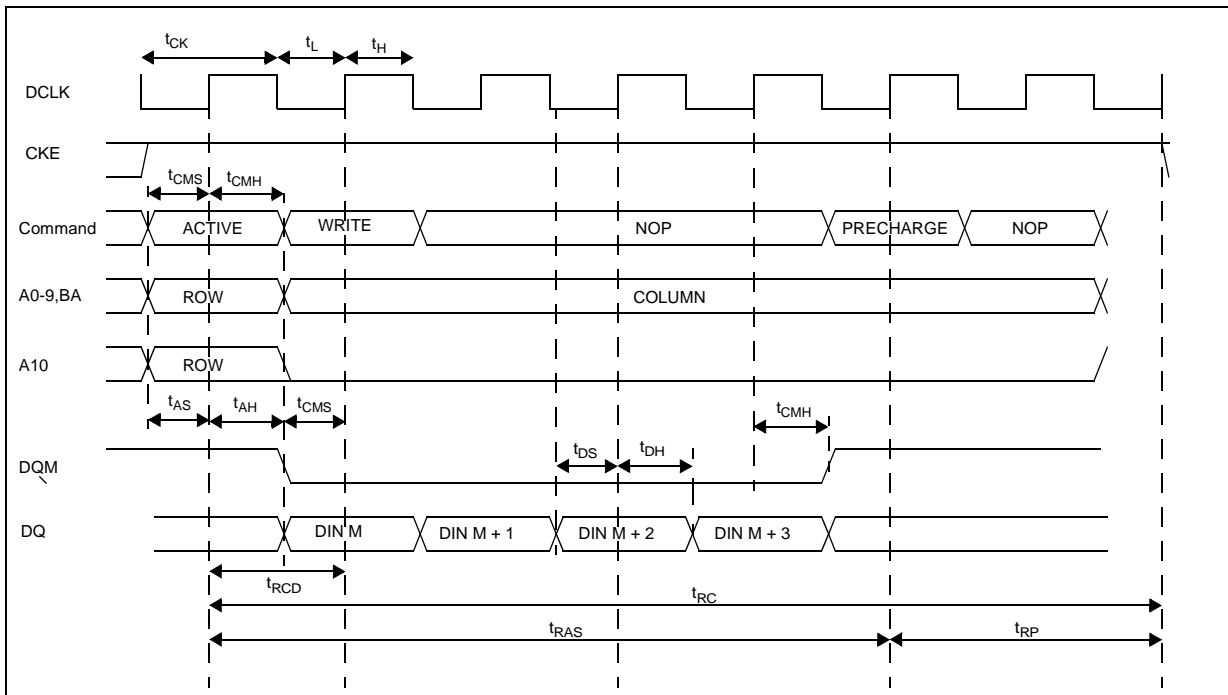 tCK tL tH
DCLK
CKE
tCMS tCMH
Command ACTIVE WRITE NOP PRECHARGE NOP
A0-9,BA ROW COLUMN
A10 ROW
tAS tAH tCMS tCMH
DQM tDS tDH
DQ DIN M DIN M + 1 DIN M + 2 DIN M + 3
tRCD tRC
tRAS tRP